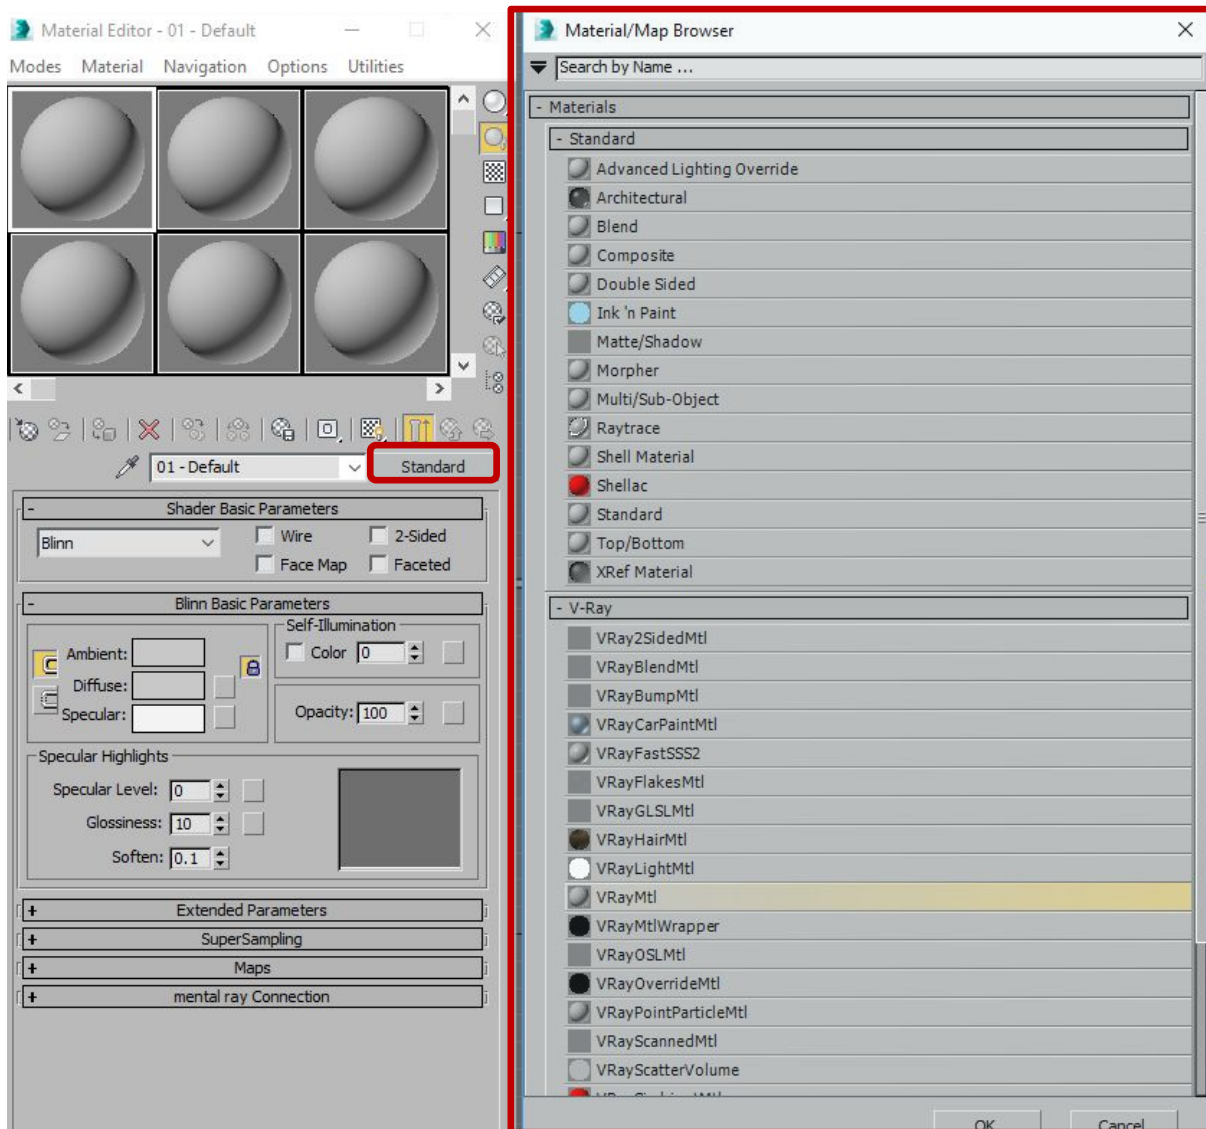 Material Editor - 01 - Default
Modes Material Navigation Options Utilities
01 - Default
Standard
- Shader Basic Parameters
Blinn
Wire 2-Sided
Face Map Faceted
- Blinn Basic Parameters
Self-Illumination
Ambient:
Color 0
Diffuse:
Specular:
Opacity: 100
Specular Highlights
Specular Level: 0
Glossiness: 10
Soften: 0.1
+ Extended Parameters
+ SuperSampling
+ Maps
+ mental ray Connection
Material/Map Browser
Search by Name ...
- Materials
- Standard
Advanced Lighting Override
Architectural
Blend
Composite
Double Sided
Ink 'n Paint
Matte/Shadow
Morpher
Multi/Sub-Object
Raytrace
Shell Material
Shellac
Standard
Top/Bottom
XRef Material
- V-Ray
VRay2SidedMtl
VRayBlendMtl
VRayBumpMtl
VRayCarPaintMtl
VRayFastSSS2
VRayFlakesMtl
VRayGLSLMtl
VRayHairMtl
VRayLightMtl
VRayMtl
VRayMtlWrapper
VRayOSLMtl
VRayOverrideMtl
VRayPointParticleMtl
VRayScannedMtl
VRayScatterVolume
OK Cancel